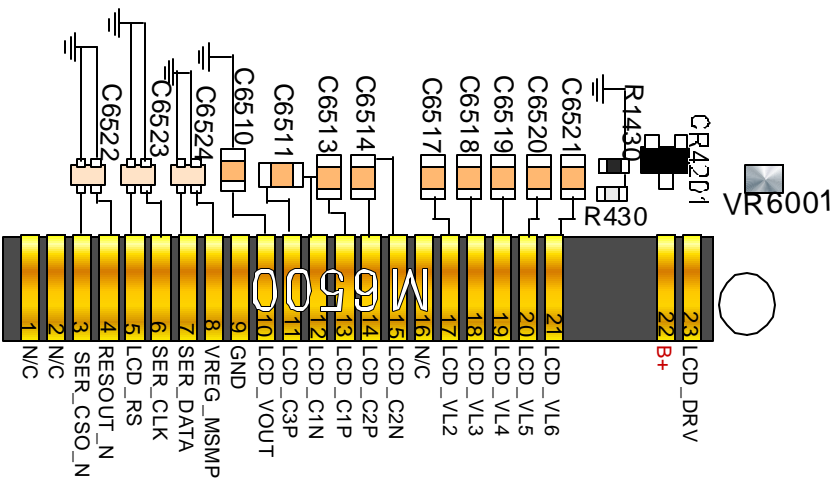 C6522
C6523
C6524
C6510
C6511
C6513
C6514
C6517
C6518
C6519
C6520
C6521
R1430
CR4201
R430
VR6001
M6500
1
2
3
4
5
6
7
8
9
10
11
12
13
14
15
16
17
18
19
20
21
22
23
N/C
N/C
SER_CSO_N
RESOUT_N
LCD_RS
SER_CLK
SER_DATA
VREG_MSMP
GND
LCD_VOUT
LCD_C3P
LCD_C1N
LCD_C1P
LCD_C2P
LCD_C2N
N/C
LCD_VL2
LCD_VL3
LCD_VL4
LCD_VL5
LCD_VL6
B+
LCD_DRV